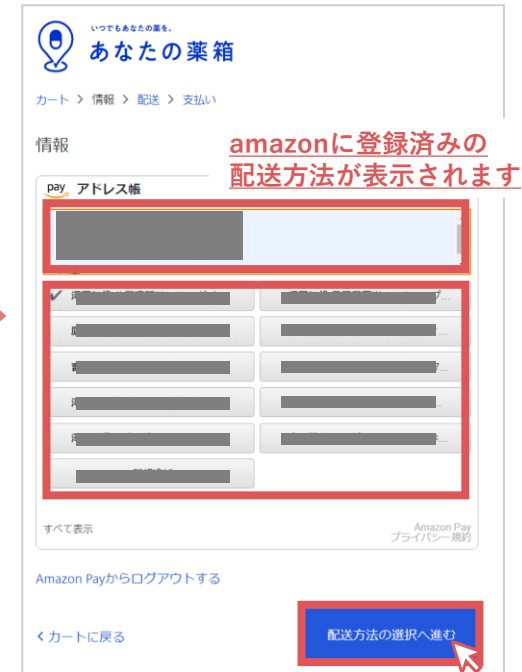 いつでもあなたの薬を。
あなたの薬箱
カート > 情報 > 配送 > 支払い
情報
amazonに登録済みの
配送方法が表示されます
pay アドレス帳
すべて表示
Amazon Pay
プライバシー規約
Amazon Payからログアウトする
< カートに戻る
配送方法の選択へ進む